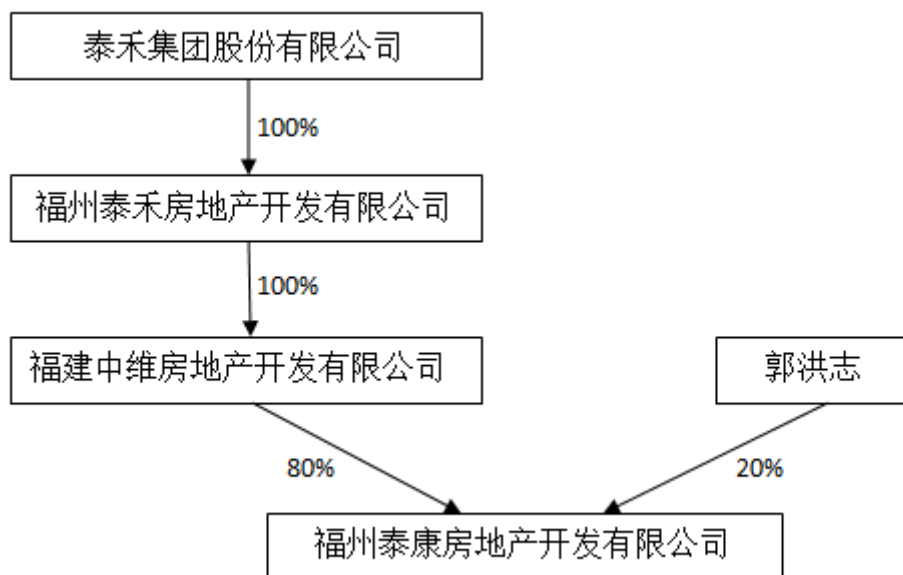 泰禾集团股份有限公司
100%
福州泰禾房地产开发有限公司
100%
福建中维房地产开发有限公司
郭洪志
80%
20%
福州泰康房地产开发有限公司